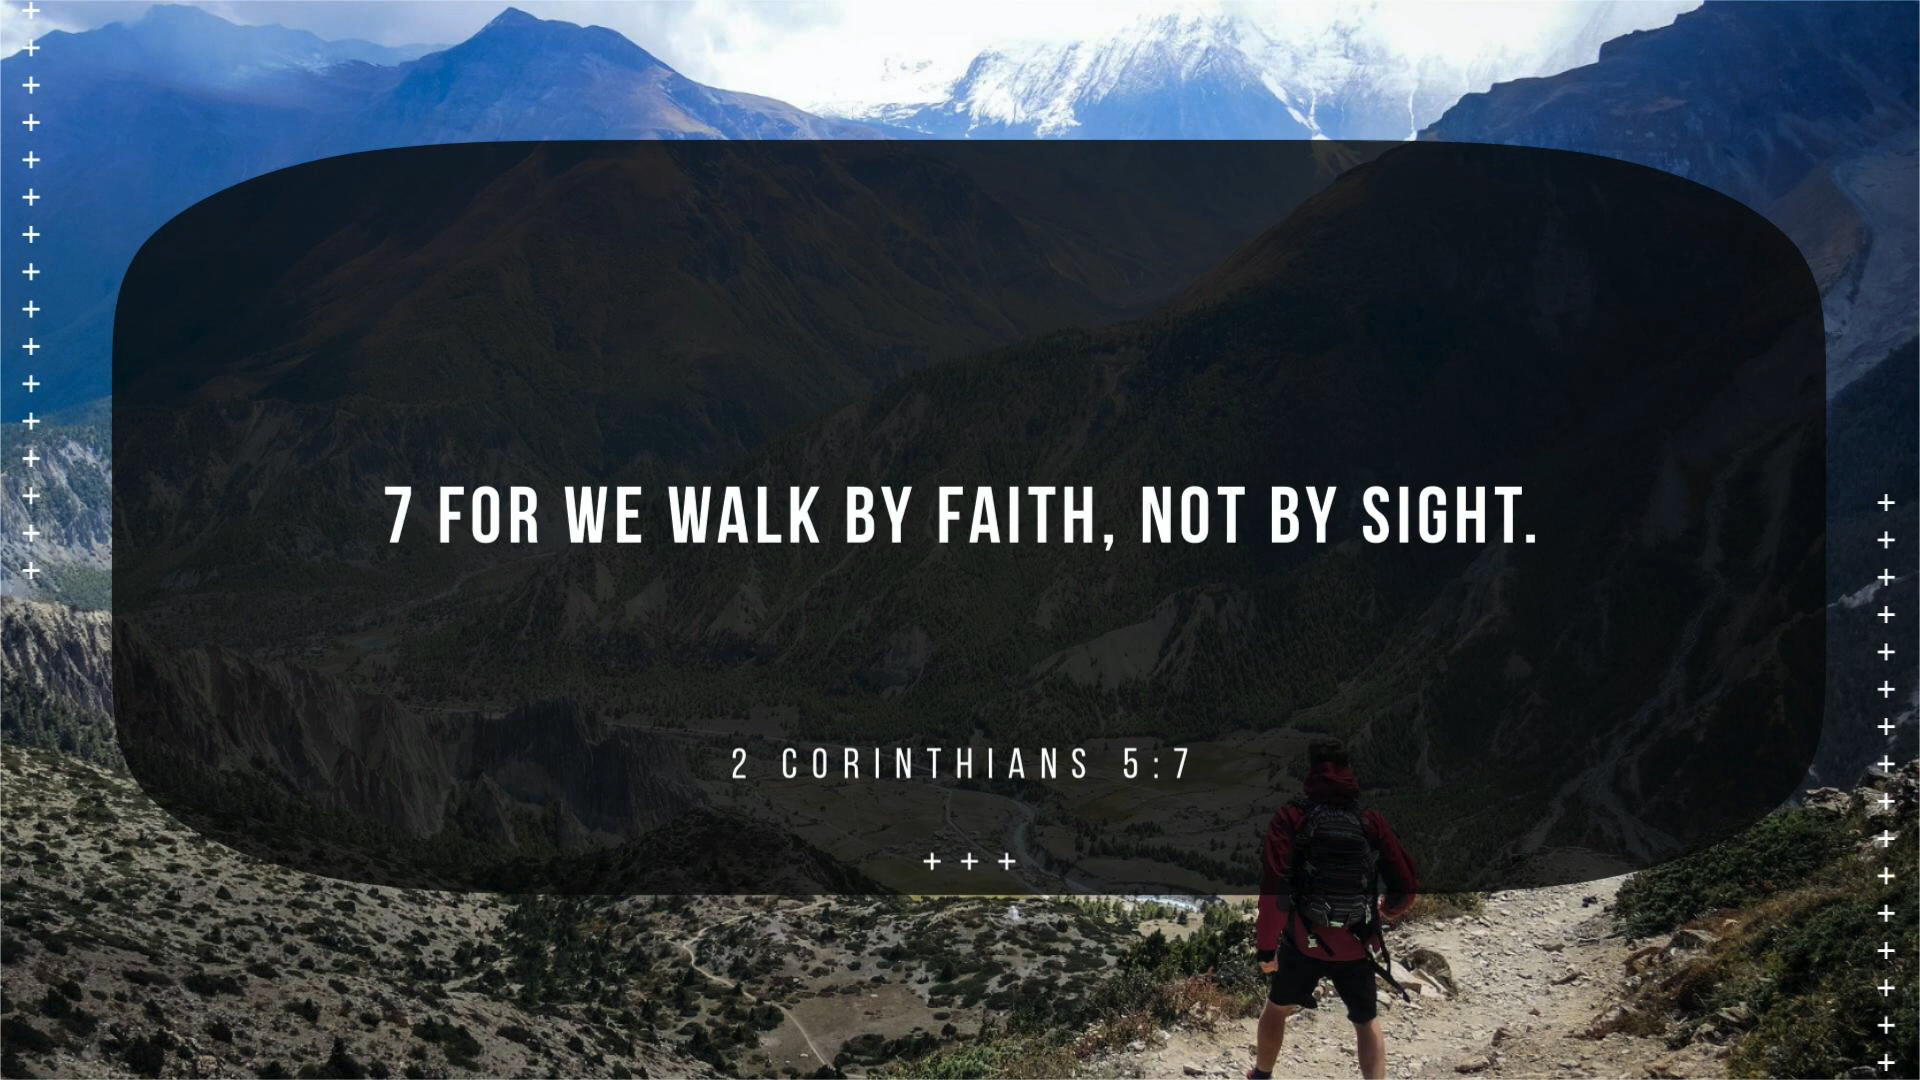 7 FOR WE WALK BY FAITH, NOT BY SIGHT.
2 CORINTHIANS 5:7
+ + +